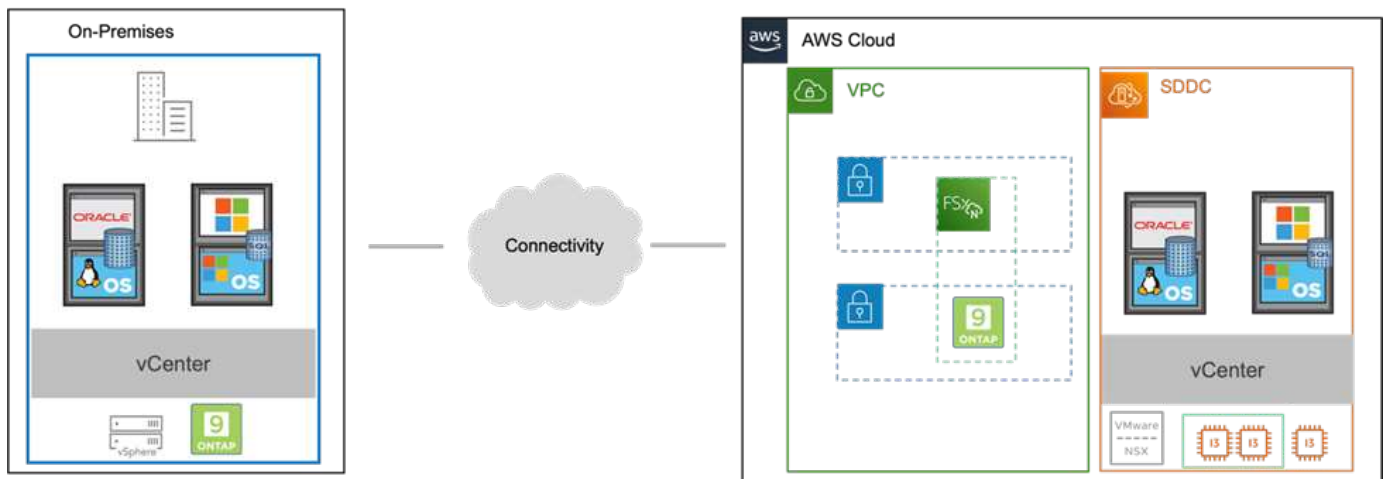 On-Premises
ORACLE
OS
SQL
OS
vCenter
vSphere
9
ONTAP
Connectivity
aws
AWS Cloud
VPC
FSx
N
9
ONTAP
SDDC
ORACLE
OS
SQL
OS
vCenter
VMware
NSX
I3
I3
I3